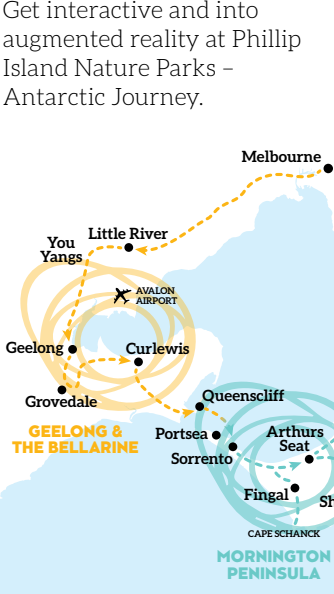 Get interactive and into
augmented reality at Phillip
Island Nature Parks –
Antarctic Journey.
Melbourne
Little River
You
Yangs
AVALON
AIRPORT
Geelong
Curlewis
Grovedale
Queenscliff
GEELONG &
THE BELLARINE
Portsea
Arthurs
Seat
Sorrento
Fingal
Sh
CAPE SCHANCK
MORNINGTON
PENINSULA